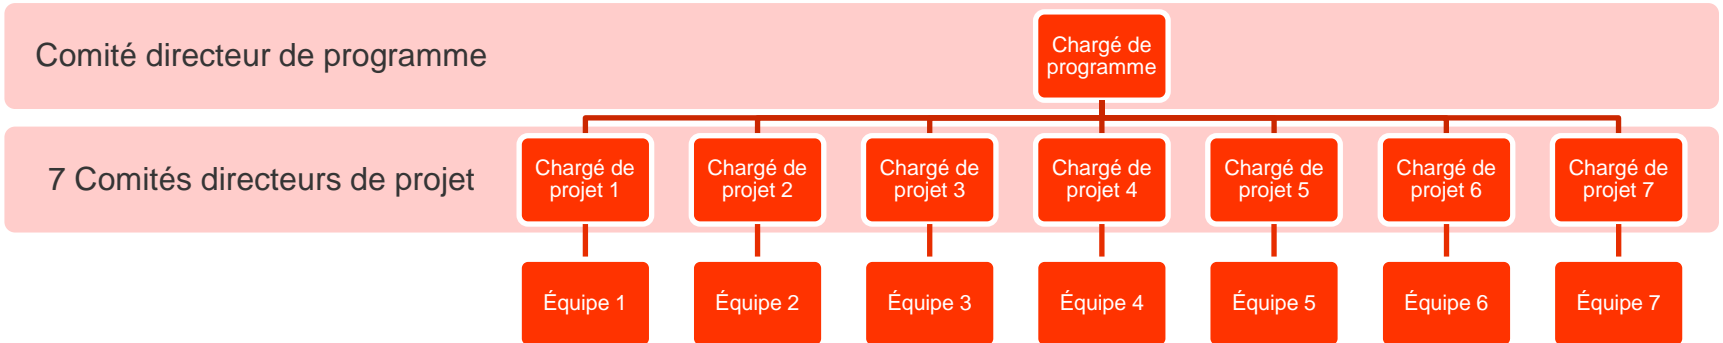 Comité directeur de programme
Chargé de
programme
7 Comités directeurs de projet
Chargé de
projet 1
Chargé de
projet 2
Chargé de
projet 3
Chargé de
projet 4
Chargé de
projet 5
Chargé de
projet 6
Chargé de
projet 7
Équipe 1
Équipe 2
Équipe 3
Équipe 4
Équipe 5
Équipe 6
Équipe 7